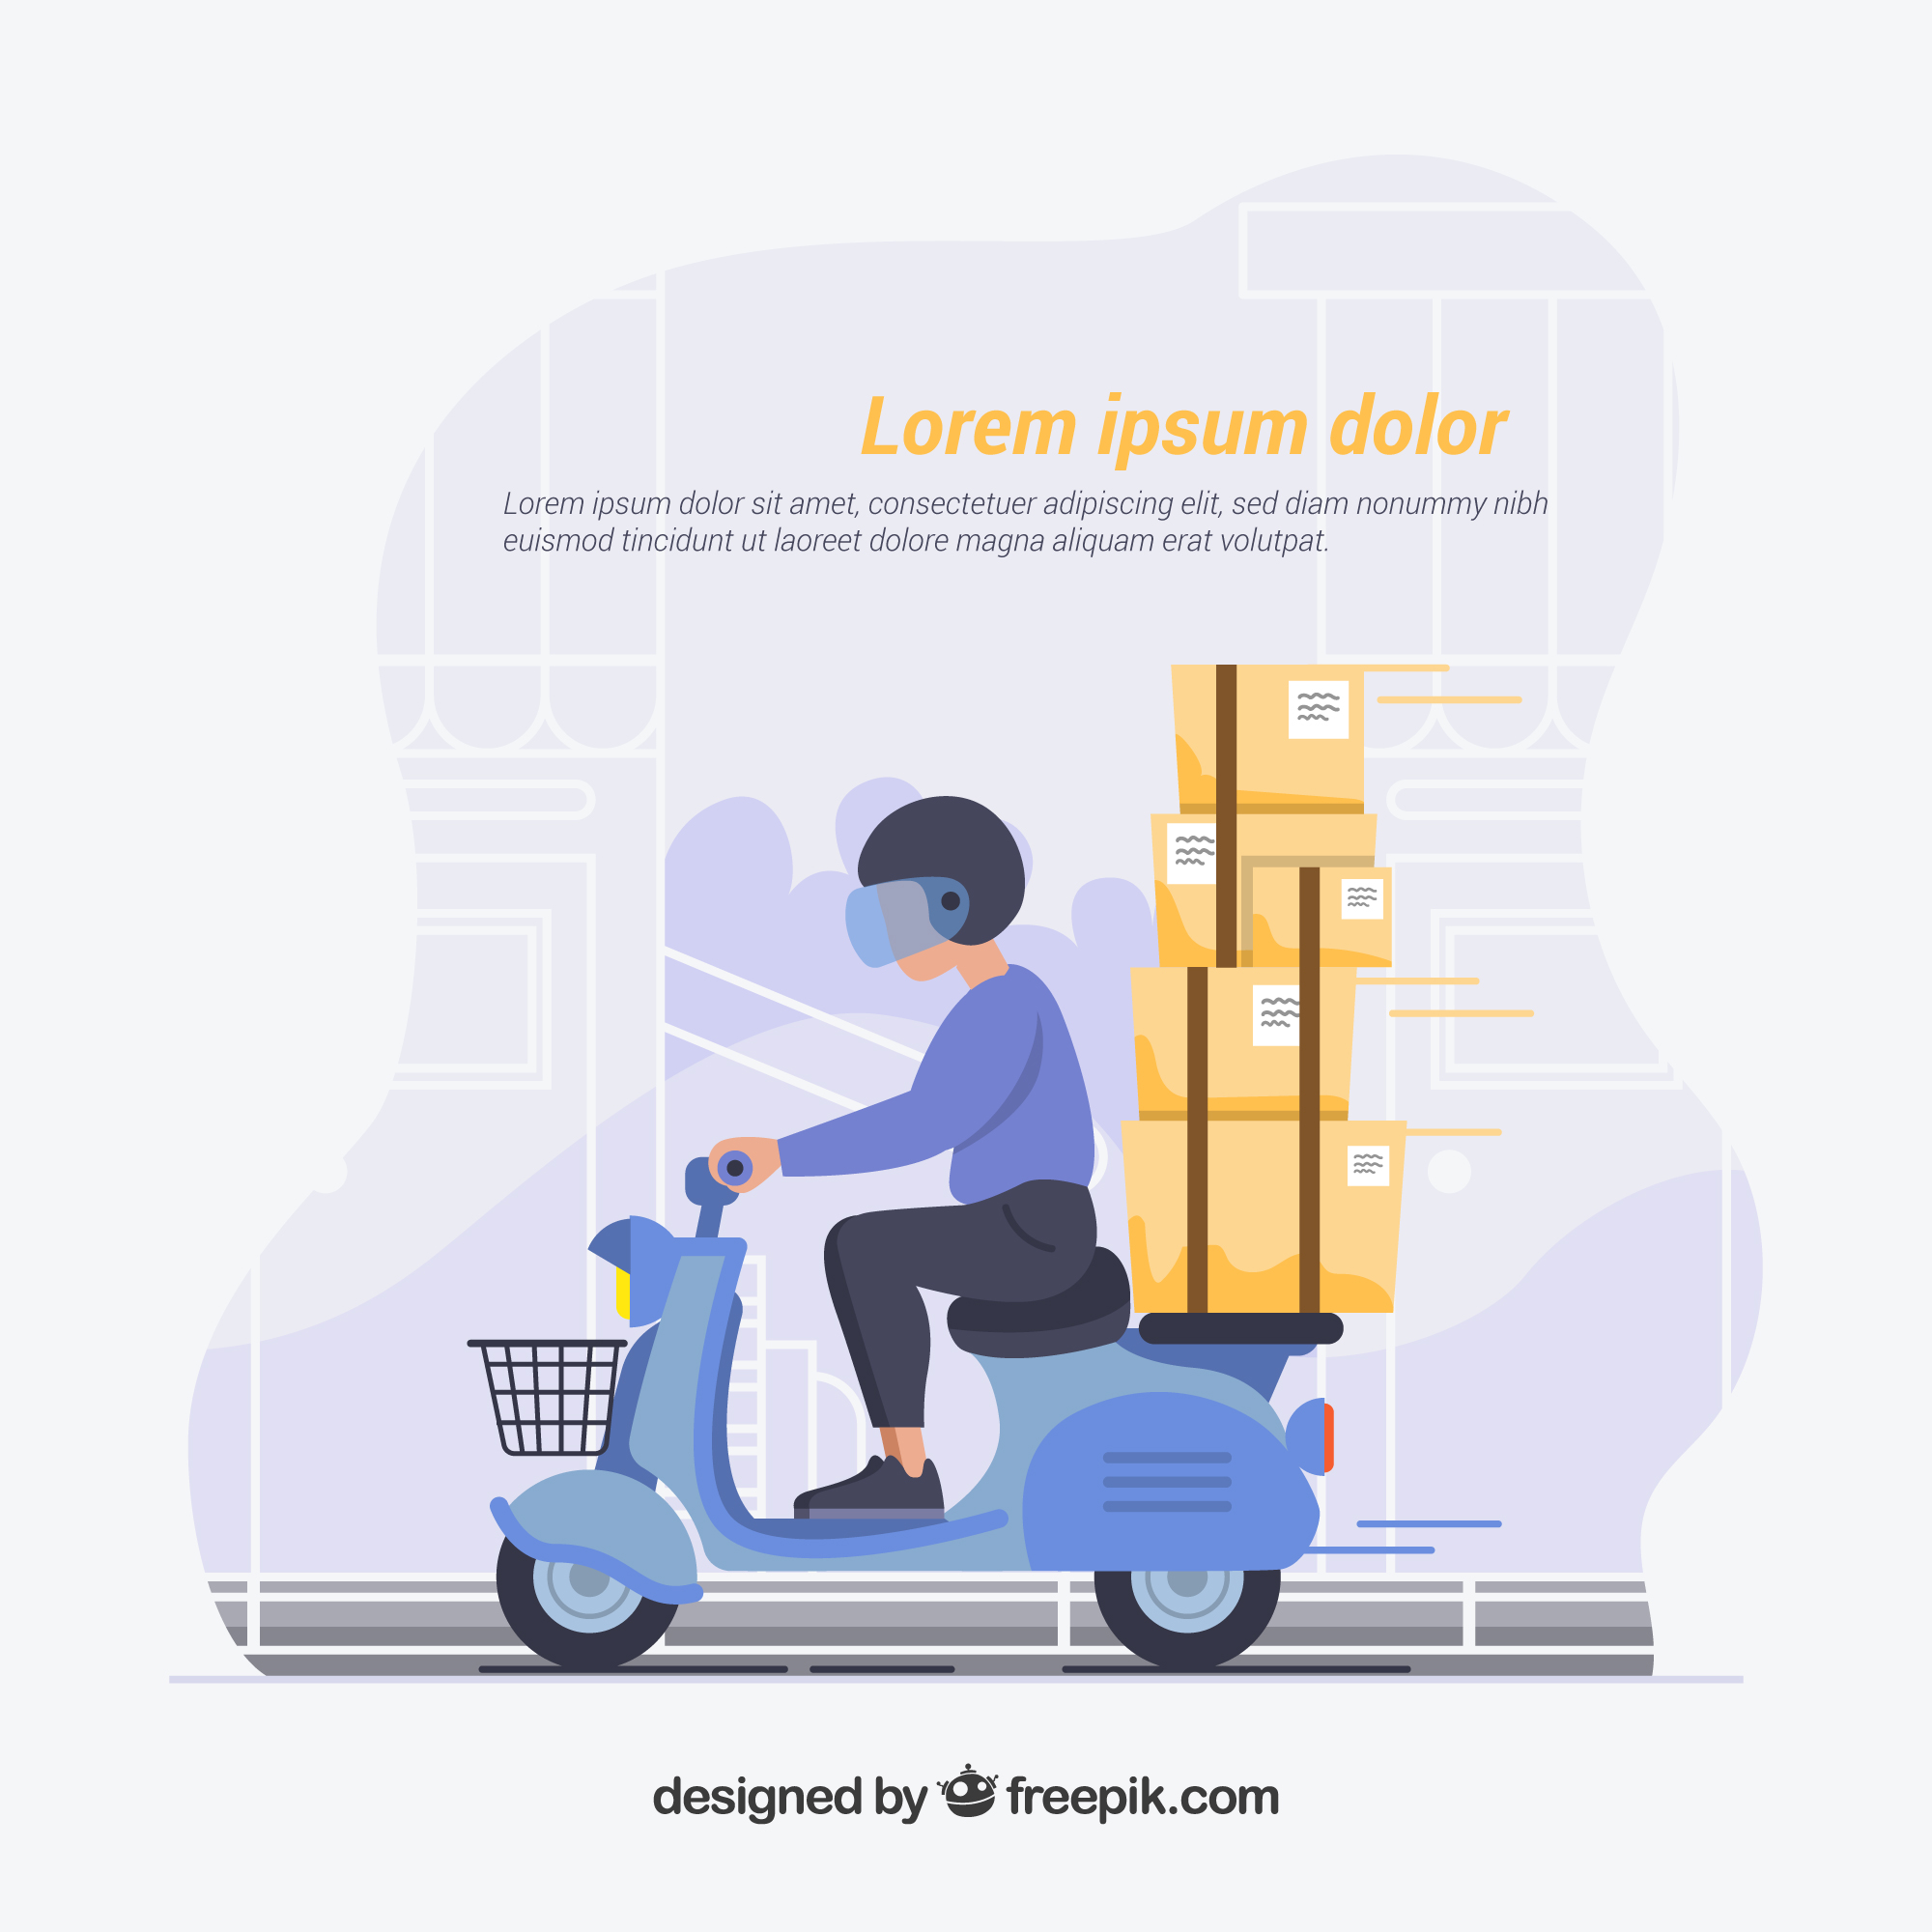 Lorem ipsum dolor
Lorem ipsum dolor sit amet, consectetuer adipiscing elit, sed diam nonummy nibh
euismod tincidunt ut laoreet dolore magna aliquam erat volutpat.
designed by freepik.com